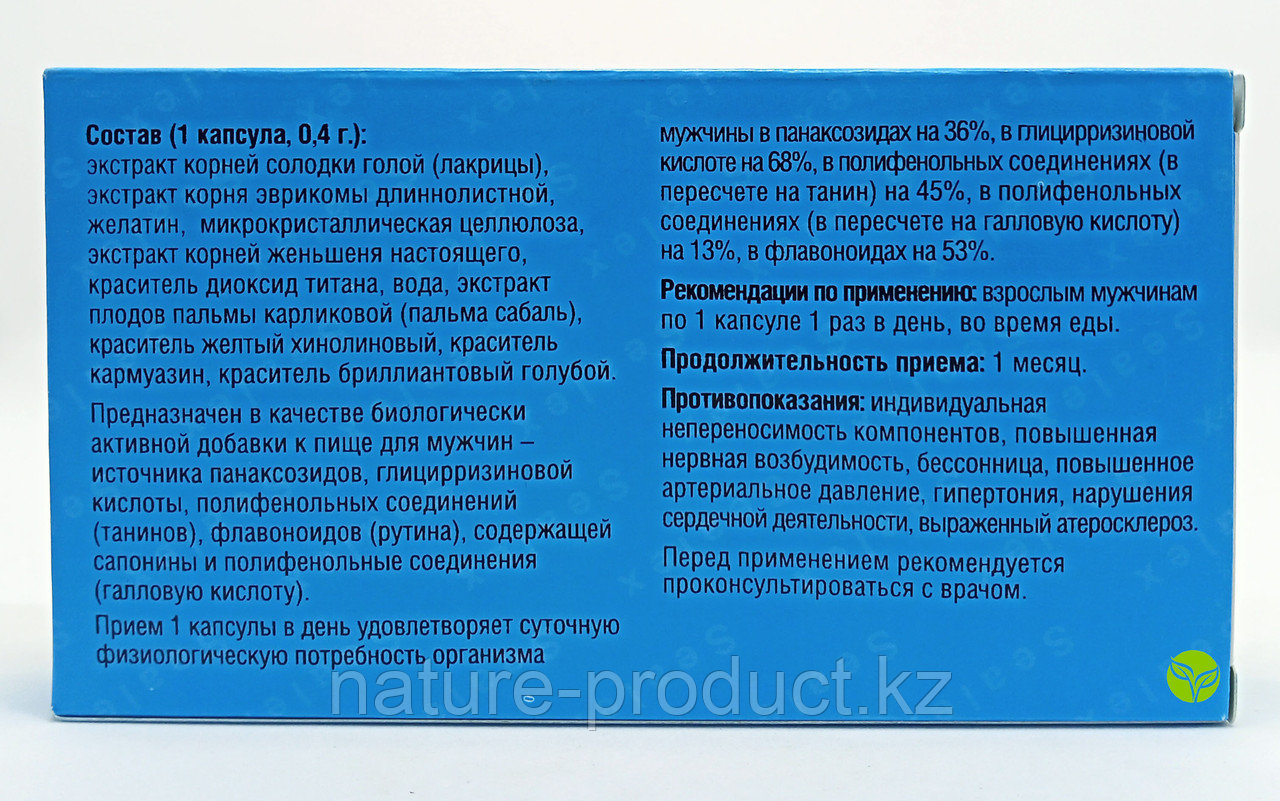 Состав (1 капсула, 0,4 г.):
экстракт корней солодки голой (лакрицы),
экстракт корня эврикомы длиннолистной,
желатин, микрокристаллическая целлюлоза,
экстракт корней женьшеня настоящего,
краситель диоксид титана, вода, экстракт
плодов пальмы карликовой (пальма сабаль),
краситель желтый хинолиновый, краситель
кармуазин, краситель бриллиантовый голубой.
Предназначен в качестве биологически
активной добавки к пище для мужчин –
источника панаксозидов, глицирризиновой
кислоты, полифенольных соединений
(танинов), флавоноидов (рутина), содержащей
сапонины и полифенольные соединения
(галловую кислоту).
Прием 1 капсулы в день удовлетворяет суточную
физиологическую потребность организма
мужчины в панаксозидах на 36%, в глицирризиновой
кислоте на 68%, в полифенольных соединениях (в
пересчете на танин) на 45%, в полифенольных
соединениях (в пересчете на галловую кислоту)
на 13%, в флавоноидах на 53%.
Рекомендации по применению: взрослым мужчинам
по 1 капсуле 1 раз в день, во время еды.
Продолжительность приема: 1 месяц.
Противопоказания: индивидуальная
непереносимость компонентов, повышенная
нервная возбудимость, бессонница, повышенное
артериальное давление, гипертония, нарушения
сердечной деятельности, выраженный атеросклероз.
Перед применением рекомендуется
проконсультироваться с врачом.
nature-product.kz